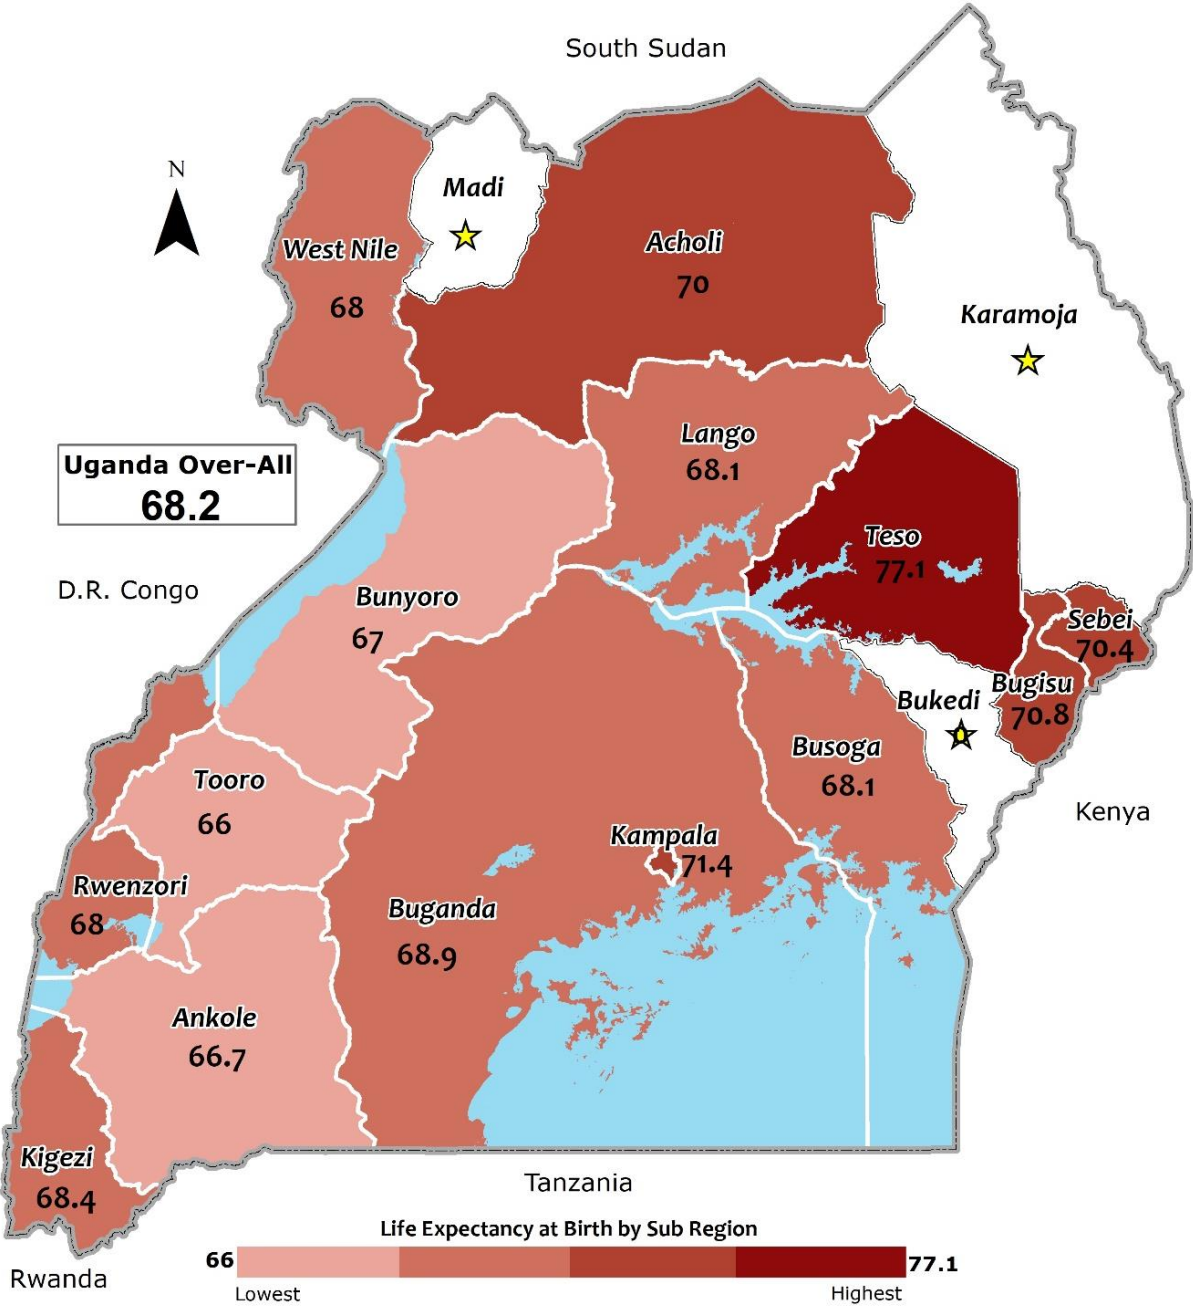 South Sudan
N
Madi
West Nile
68
Acholi
70
Karamoja
Lango
68.1
Uganda Over-All
68.2
Teso
77.1
D.R. Congo
Bunyoro
67
Sebei
70.4
Bugisu
70.8
Bukedi
0
Busoga
68.1
Tooro
66
Kenya
Kampala
71.4
Rwenzori
68
Buganda
68.9
Ankole
66.7
Kigezi
68.4
Tanzania
Life Expectancy at Birth by Sub Region
66
77.1
Rwanda
Lowest
Highest